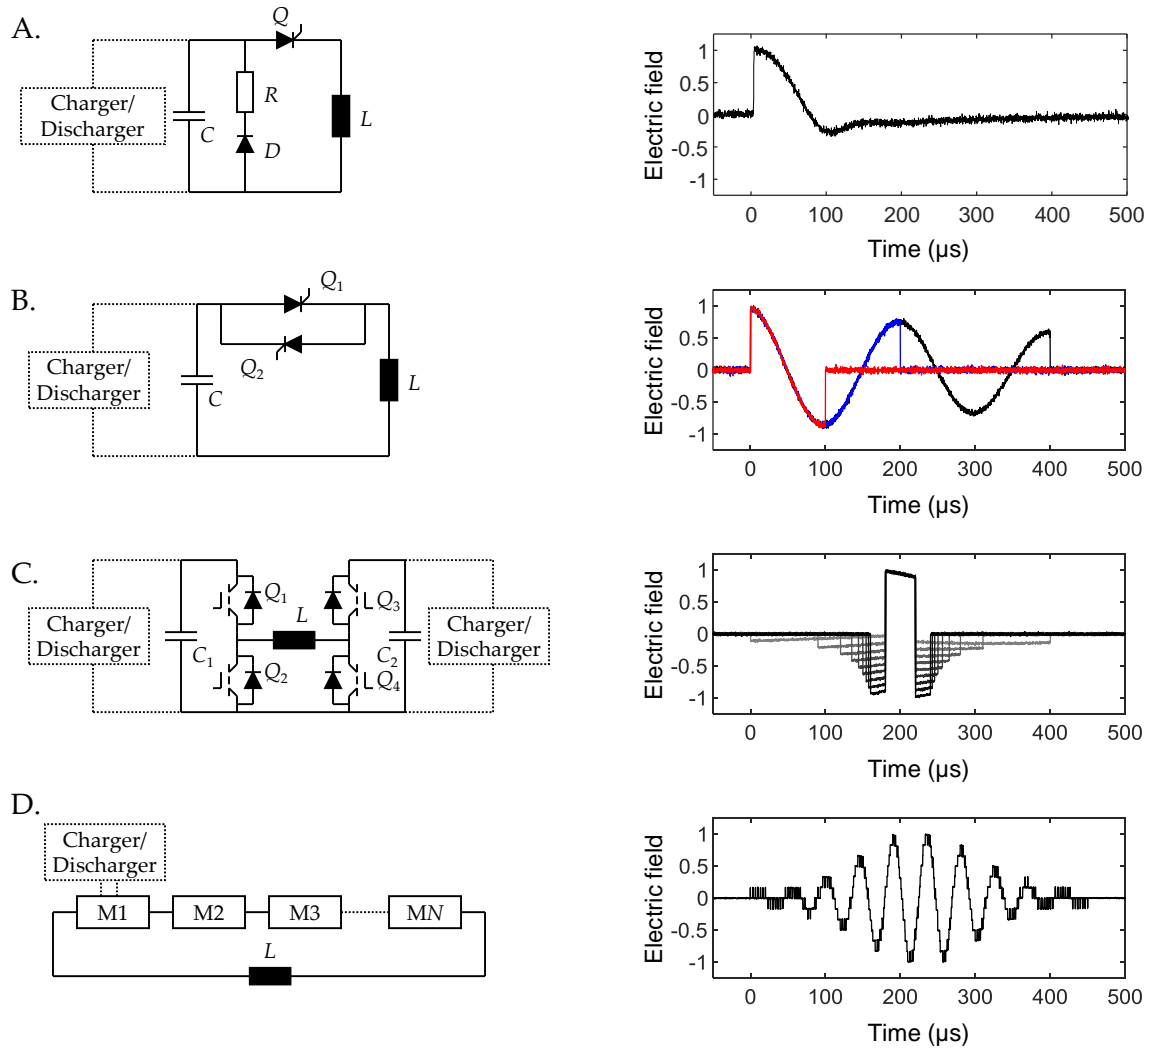 A.
Charger/
Discharger
C
R
D
Q
L
Electric field
1
0.5
0
-0.5
-1
0 100 200 300 400 500
Time (µs)
B.
Charger/
Discharger
C
Q1
Q2
L
Electric field
1
0.5
0
-0.5
-1
0 100 200 300 400 500
Time (µs)
C.
Charger/
Discharger
C1
Q1
Q2
L
Q3
Q4
C2
Charger/
Discharger
Electric field
1
0.5
0
-0.5
-1
0 100 200 300 400 500
Time (µs)
D.
Charger/
Discharger
M1 M2 M3 MN
L
Electric field
1
0.5
0
-0.5
-1
0 100 200 300 400 500
Time (µs)